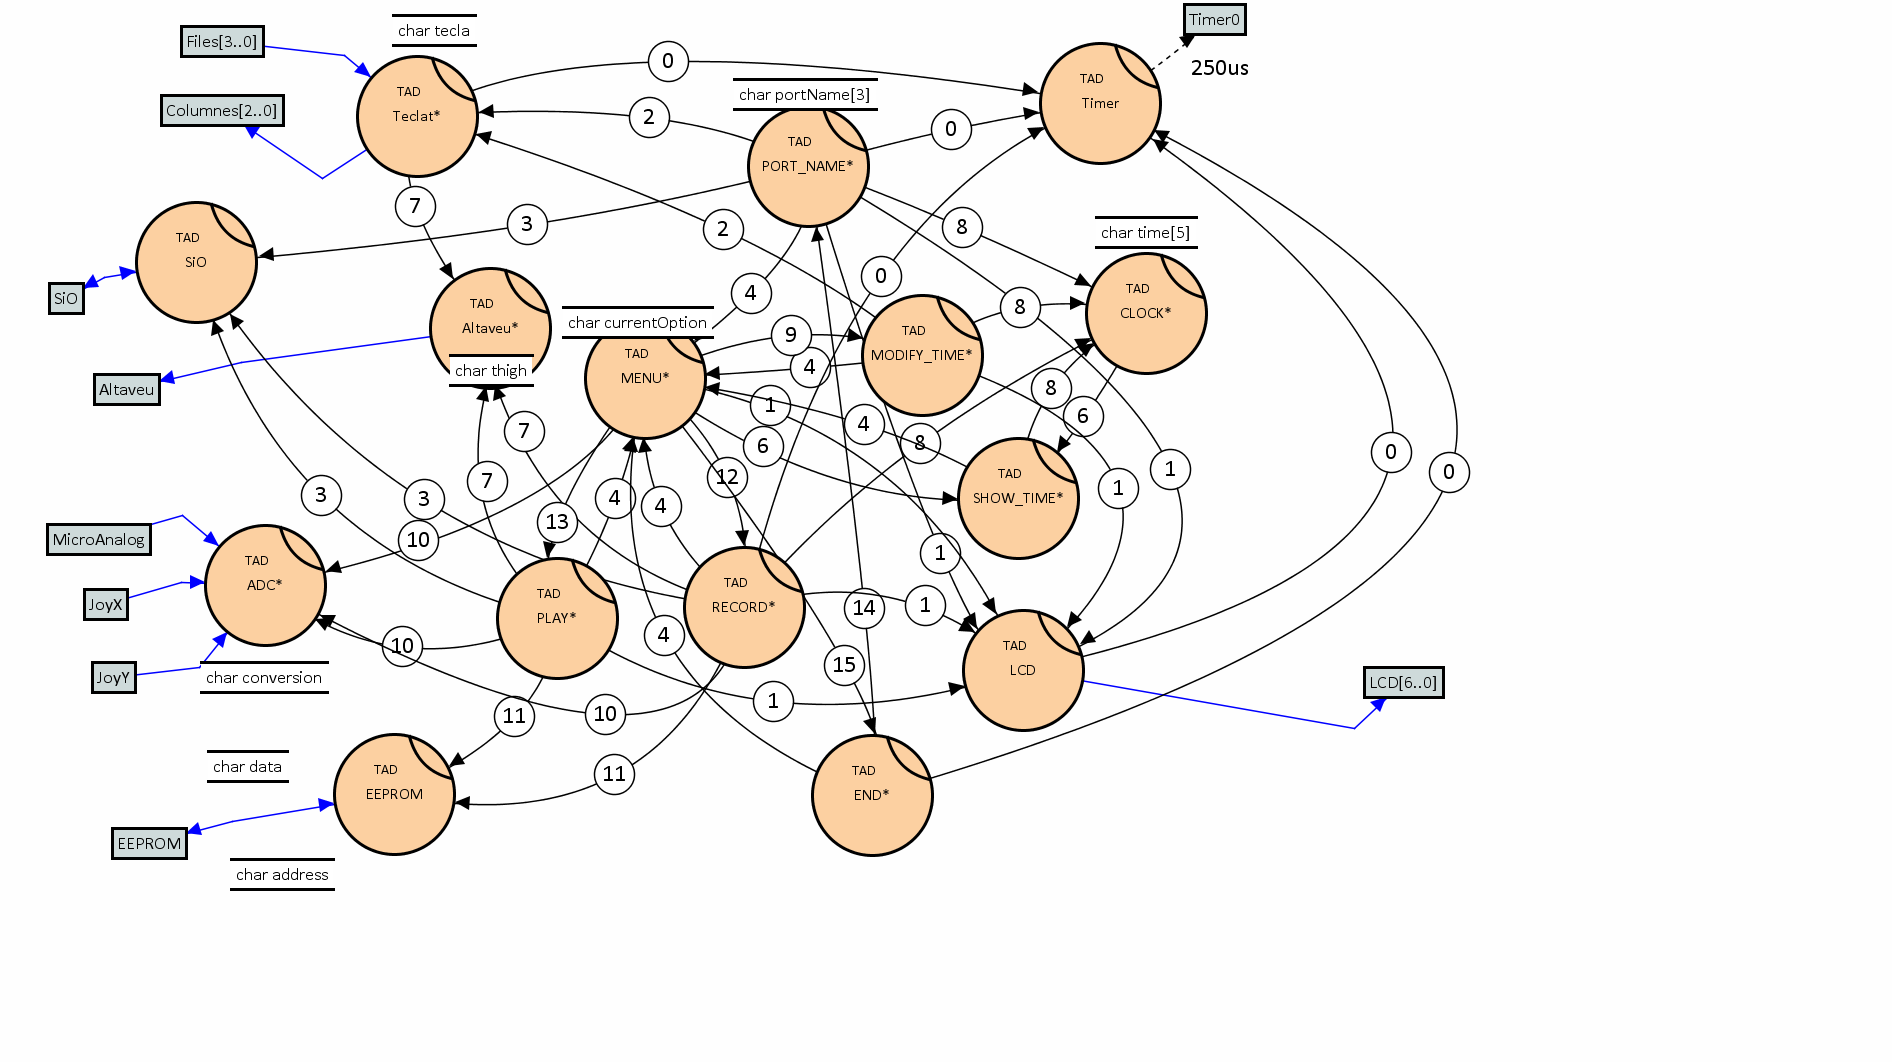 Timer0
char tecla
Files[3..0]
0
250us
TAD
Teclat*
TAD
Timer
char portName[3]
Columnes[2..0]
2
0
TAD
PORT_NAME*
7
3
2
8
char time[5]
TAD
SiO
SiO
0
4
8
TAD
CLOCK*
TAD
Altaveu*
char currentOption
9
TAD
MODIFY_TIME*
TAD
MENU*
4
char thigh
Altaveu
8
1
6
4
7
6
8
0
0
1
1
12
7
TAD
SHOW_TIME*
3
3
4
4
13
10
MicroAnalog
1
TAD
ADC*
TAD
PLAY*
TAD
RECORD*
JoyX
14
1
4
10
TAD
LCD
15
JoyY
char conversion
LCD[6..0]
1
11
10
char data
11
TAD
EEPROM
TAD
END*
EEPROM
char address